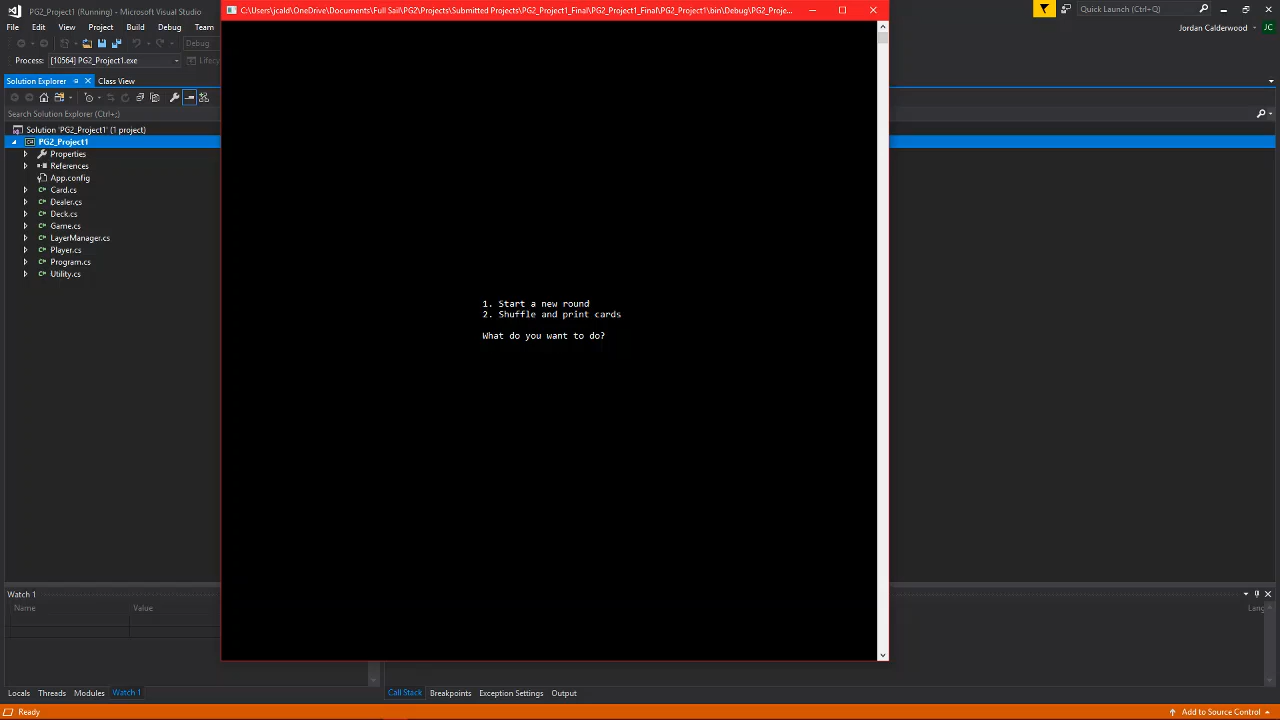 C:\Users\jcald\OneDrive\Documents\Full Sail\PG2\Projects\Submitted Projects\PG2_Project1_Final\PG2_Project1_Final\PG2_Project1\bin\Debug\PG2_Proje...
PG2_Project1 (Running) - Microsoft Visual Studio
Quick Launch (Ctrl+Q)
File Edit View Project Build Debug Team
Jordan Calderwood JC
Debug
Process: [10564] PG2_Project1.exe Lifecy
Solution Explorer Class View
Search Solution Explorer (Ctrl+;)
Solution 'PG2_Project1' (1 project)
PG2_Project1
Properties
References
App.config
Card.cs
Dealer.cs
Deck.cs
Game.cs
LayerManager.cs
Player.cs
Program.cs
Utility.cs
1. Start a new round
2. Shuffle and print cards
What do you want to do?
Watch 1
Name Value
Lang
Locals Threads Modules Watch 1
Call Stack Breakpoints Exception Settings Output
Ready
Add to Source Control